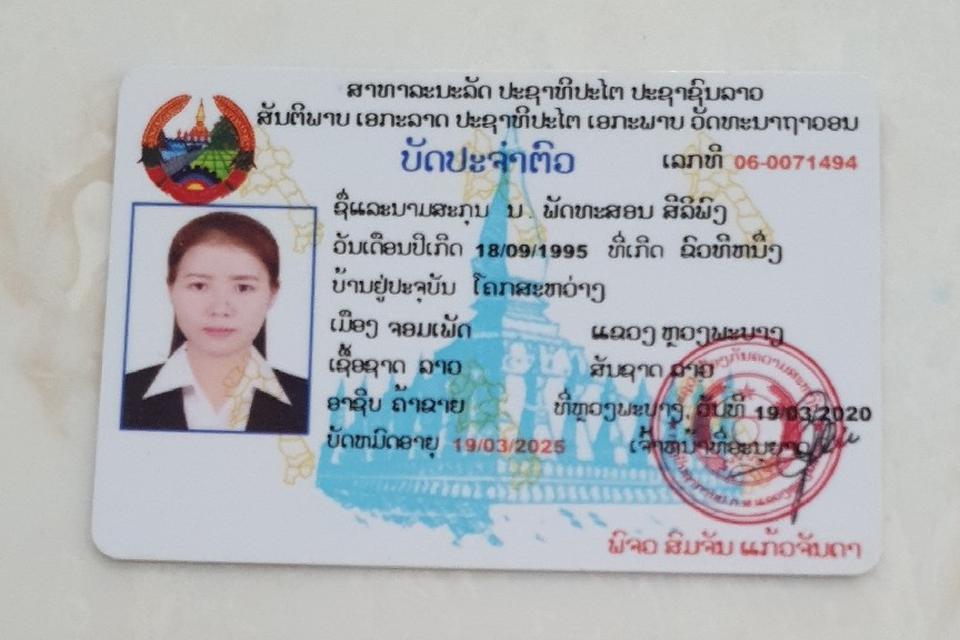 ສາທາລະນະລັດ ປະຊາທິປະໄຕ ປະຊາຊົນລາວ
ສັນຕິພາບ ເອກະລາດ ປະຊາທິປະໄຕ ເອກະພາບ ວັດທະນາຖາວອນ
ບັດປະຈຳຕົວ ເລກທີ 06-0071494
ຊື່ແລະນາມສະກຸນ ນ. ພັດທະສອນ ສີລິພົງ
ວັນເດືອນປີເກີດ 18/09/1995 ທີ່ເກີດ ຂົວທີຫນຶ່ງ
ບ້ານຢູ່ປະຈຸບັນ ໂຄກສະຫວ່າງ
ເມືອງ ຈອມເພັດ ແຂວງ ຫຼວງພະບາງ
ເຊື້ອຊາດ ລາວ ສັນຊາດ ລາວ
ອາຊີບ ຄ້າຂາຍ ທີ່ຫຼວງພະບາງ, ວັນທີ 19/03/2020
ບັດຫມົດອາຍຸ 19/03/2025 ເຈົ້າຫນ້າທີ່ອະນຸຍາດ
ພົຈວ ສົມຈັນ ແກ້ວຈັນດາ